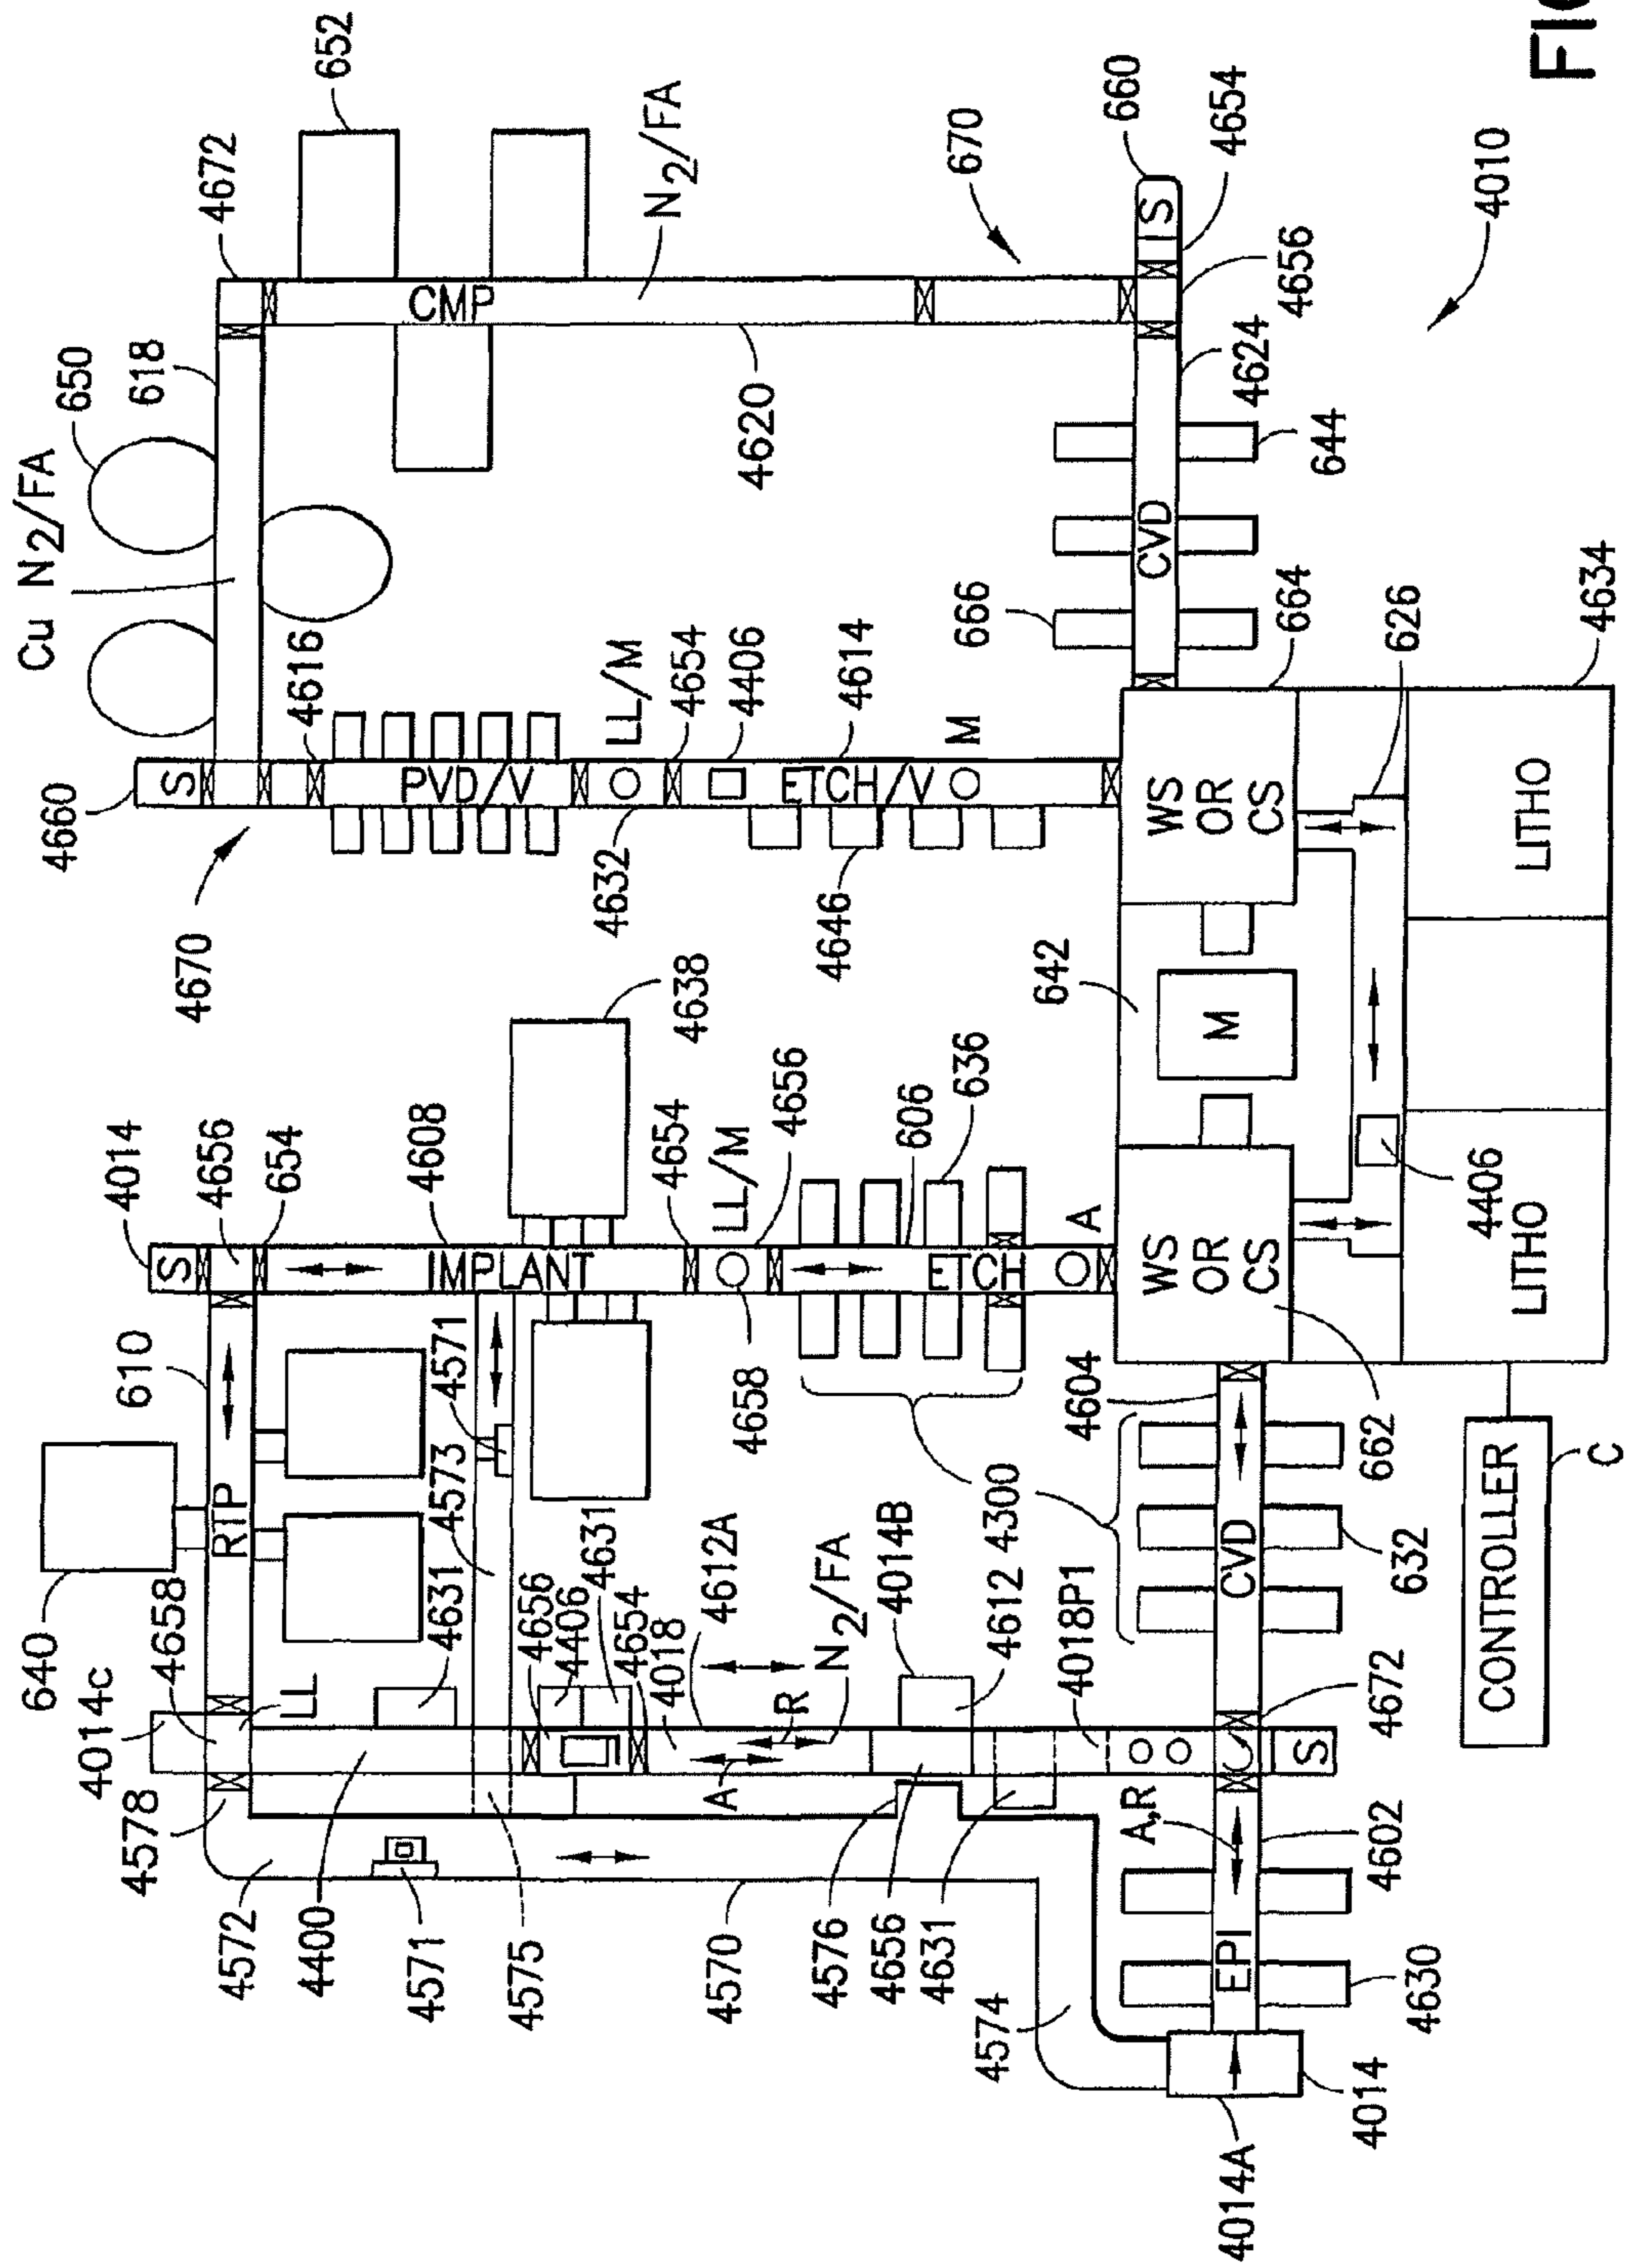 FIG
Cu N2/FA
650
618
4672
652
4660
S
4616
CMP
N2/FA
4670
PVD/V
LL/M
4654
4406
4614
4620
670
4632
ETCH/V
M
666
CVD
4624
4656
660
S
4654
4646
644
4010
642
WS OR CS
664
626
4634
M
LITHO
4014
4656
654
4608
4638
S
IMPLANT
4654
LL/M
4656
606
636
610
4571
4658
ETCH
A
WS OR CS
4406
LITHO
640
4658
RTP
4631
4573
4656
4406
4631
4654
4018
4612A
4300
4604
662
4014c
LL
R
N2/FA
4014B
4612
4018P1
CVD
632
CONTROLLER
C
4578
A
4672
S
4572
4400
4571
4575
4570
4576
4656
4631
A,R
4602
4574
EPI
4630
4014A
4014